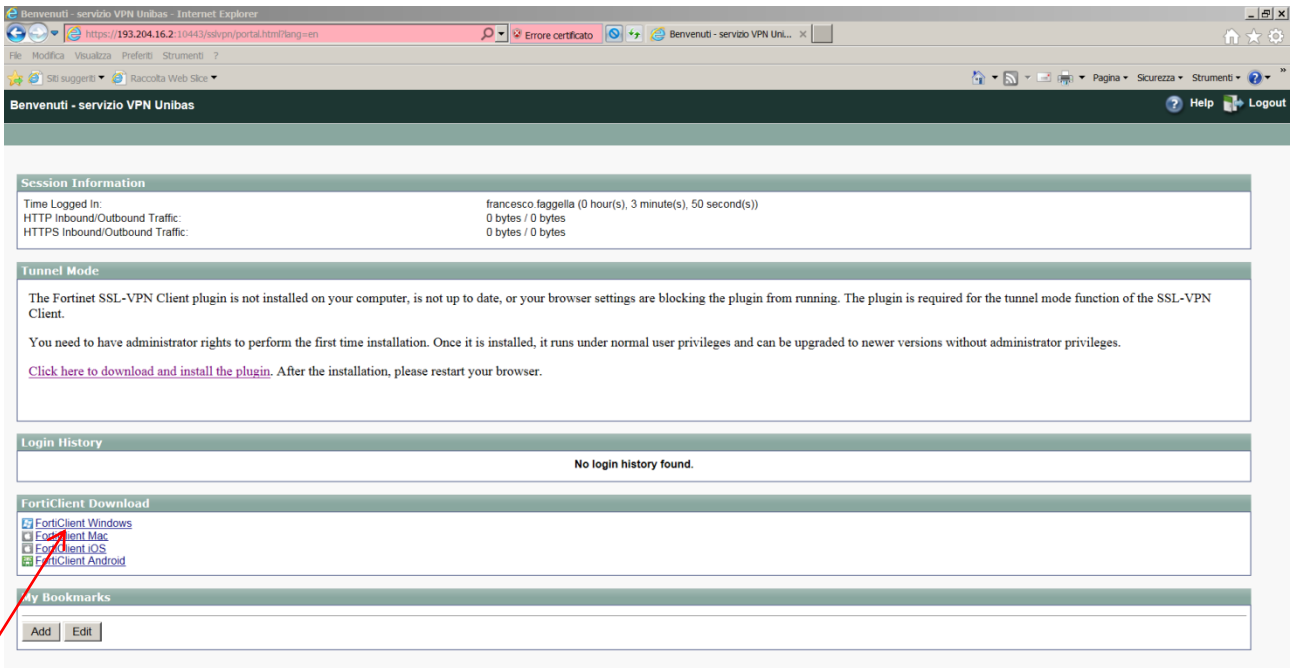 Benvenuti - servizio VPN Unibas - Internet Explorer
https://193.204.16.2:10443/sslvpn/portal.html?lang=en
Errore certificato
Benvenuti - servizio VPN Uni...
File Modifica Visualizza Preferiti Strumenti ?
Siti suggeriti Raccolta Web Slice
Pagina Sicurezza Strumenti
Benvenuti - servizio VPN Unibas
Help Logout
Session Information
Time Logged In: francesco.faggella (0 hour(s), 3 minute(s), 50 second(s))
HTTP Inbound/Outbound Traffic: 0 bytes / 0 bytes
HTTPS Inbound/Outbound Traffic: 0 bytes / 0 bytes
Tunnel Mode
The Fortinet SSL-VPN Client plugin is not installed on your computer, is not up to date, or your browser settings are blocking the plugin from running. The plugin is required for the tunnel mode function of the SSL-VPN
Client.
You need to have administrator rights to perform the first time installation. Once it is installed, it runs under normal user privileges and can be upgraded to newer versions without administrator privileges.
Click here to download and install the plugin. After the installation, please restart your browser.
Login History
No login history found.
FortiClient Download
FortiClient Windows
FortiClient Mac
FortiClient iOS
FortiClient Android
My Bookmarks
Add Edit